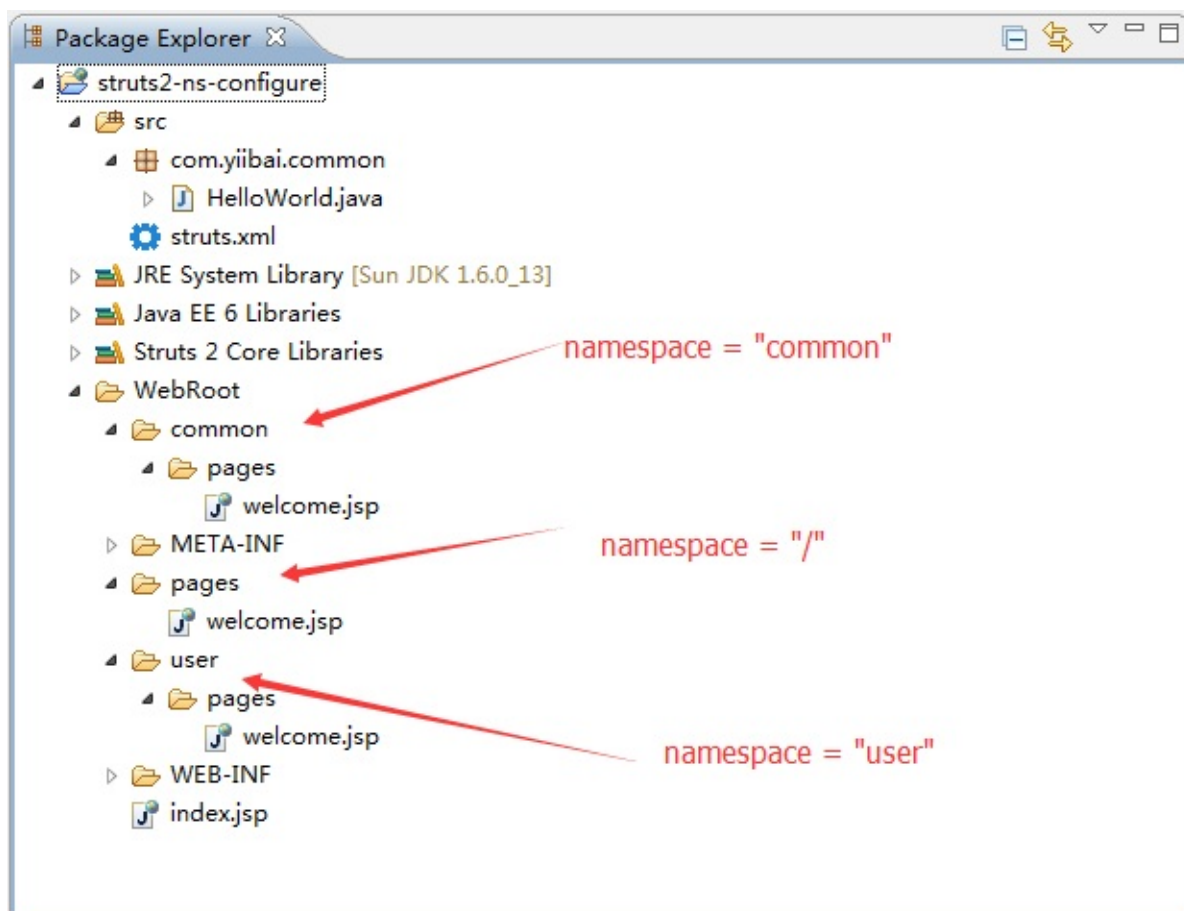 Package Explorer
struts2-ns-configure
src
com.yiibai.common
HelloWorld.java
struts.xml
JRE System Library [Sun JDK 1.6.0_13]
Java EE 6 Libraries
Struts 2 Core Libraries
namespace = "common"
WebRoot
common
pages
welcome.jsp
META-INF
namespace = "/"
pages
welcome.jsp
user
pages
welcome.jsp
namespace = "user"
WEB-INF
index.jsp